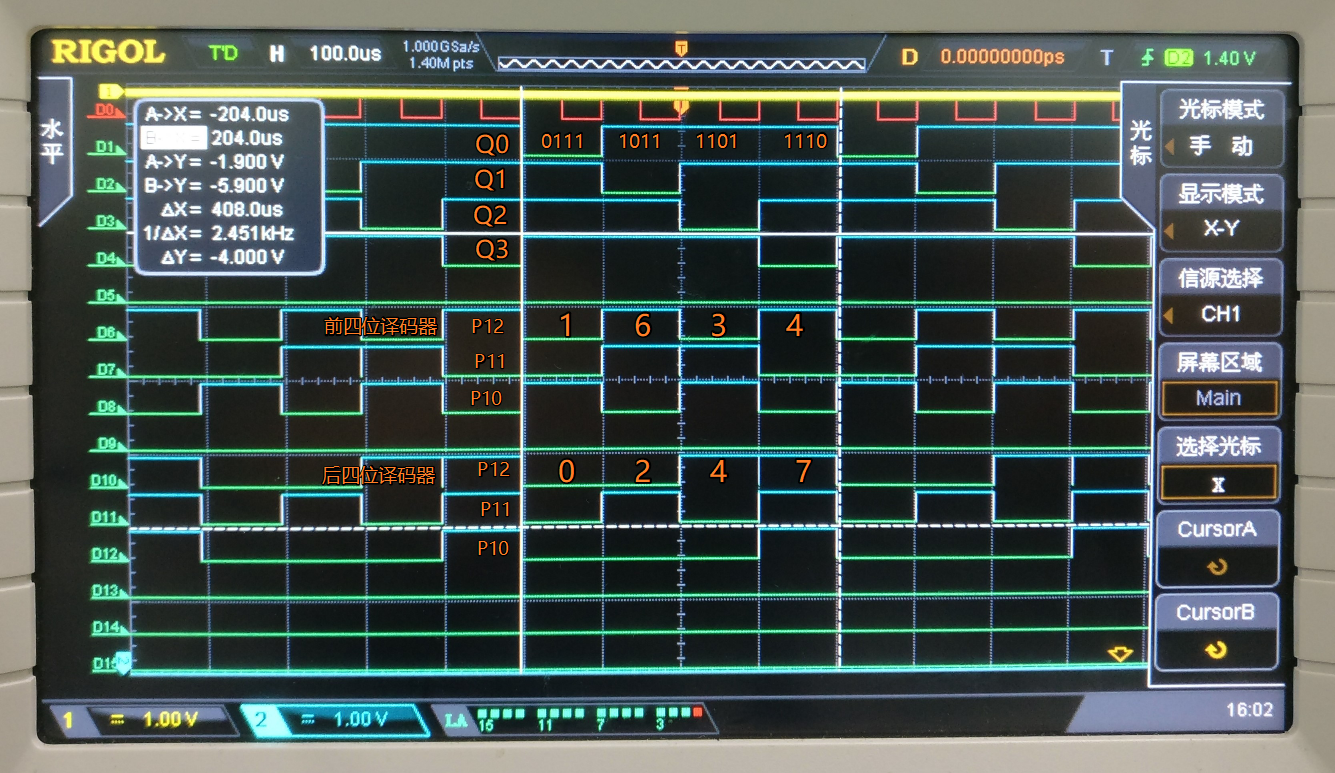 RIGOL T'D H 100.0us 1.000GSa/s 1.40M pts T D 0.00000000ps T D2 1.40 V
水平
1
D0
D1
D2
D3
D4
D5
D6
D7
D8
D9
D10
D11
D12
D13
D14
D15
A->X= -204.0us
204.0us
A->Y= -1.900 V
B->Y= -5.900 V
ΔX= 408.0us
1/ΔX= 2.451kHz
ΔY= -4.000 V
T
Q0 0111 1011 1101 1110
Q1
Q2
Q3
前四位译码器 P12 1 6 3 4
P11
P10
后四位译码器 P12 0 2 4 7
P11
P10
光标
光标模式
手 动
显示模式
X-Y
信源选择
CH1
屏幕区域
Main
选择光标
X
CursorA
CursorB
1 1.00 V 2 1.00 V LA 15 11 7 3 16:02